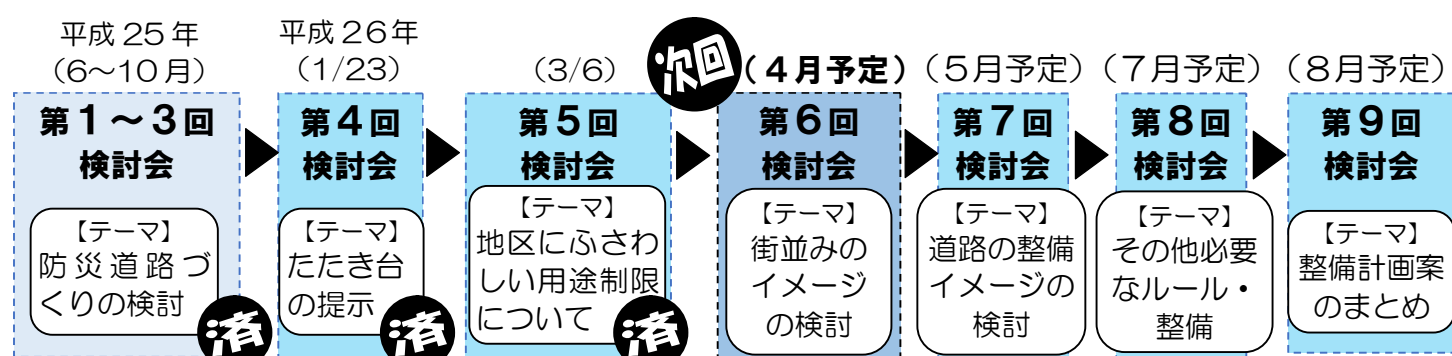 平成25年
（6～10月）
第1～3回
検討会
【テーマ】
防災道路づ
くりの検討
済
平成26年
（1/23）
第4回
検討会
【テーマ】
たたき台
の提示
済
（3/6）
第5回
検討会
【テーマ】
地区にふさわ
しい用途制限
について
済
次回
（4月予定）
第6回
検討会
【テーマ】
街並みの
イメージ
の検討
（5月予定）
第7回
検討会
【テーマ】
道路の整備
イメージの
検討
（7月予定）
第8回
検討会
【テーマ】
その他必要
なルール・
整備
（8月予定）
第9回
検討会
【テーマ】
整備計画案
のまとめ